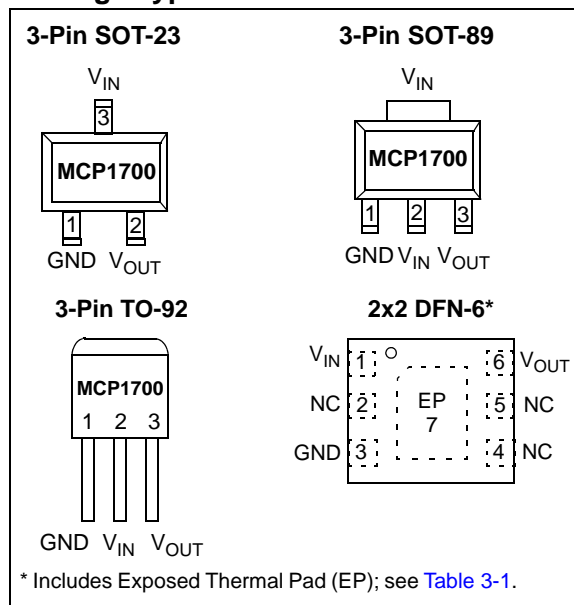 3-Pin SOT-23
VIN
3
MCP1700
1 2
GND VOUT
3-Pin SOT-89
VIN
MCP1700
1 2 3
GND VIN VOUT
3-Pin TO-92
MCP1700
1 2 3
GND VIN VOUT
2x2 DFN-6*
VIN 1 6 VOUT
NC 2 EP 5 NC
7
GND 3 4 NC
* Includes Exposed Thermal Pad (EP); see Table 3-1.